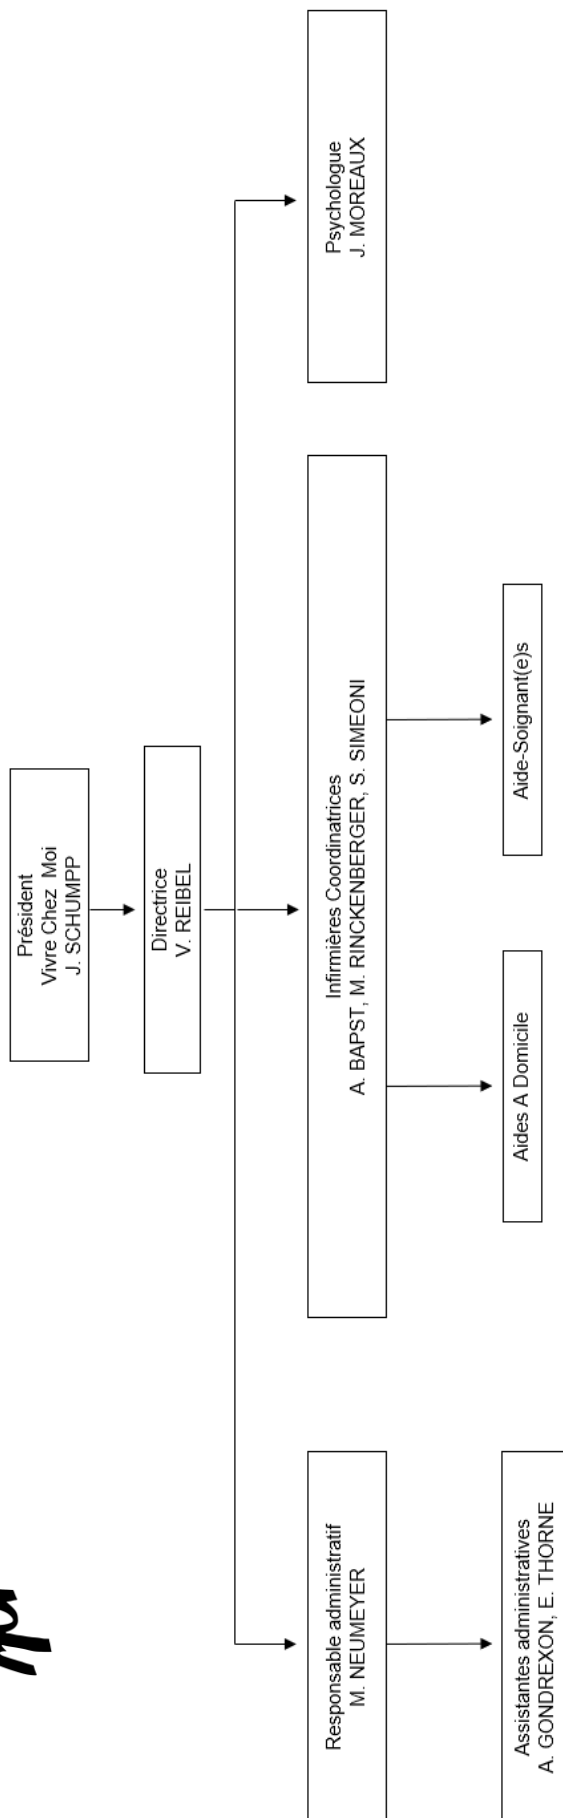 Président
Vivre Chez Moi
J. SCHUMPP
Directrice
V. REIBEL
Responsable administratif
M. NEUMEYER
Infirmières Coordinatrices
A. BAPST, M. RINCKENBERGER, S. SIMEONI
Psychologue
J. MOREAUX
Assistantes administratives
A. GONDREXON, E. THORNE
Aides A Domicile
Aide-Soignant(e)s